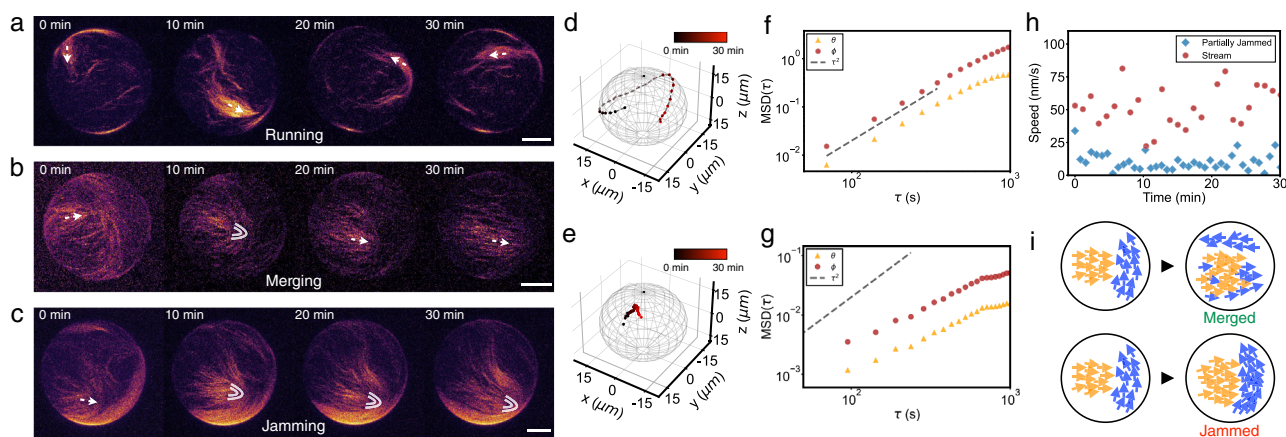 a
0 min
10 min
20 min
30 min
Running
b
0 min
10 min
20 min
30 min
Merging
c
0 min
10 min
20 min
30 min
Jamming
d
0 min 30 min
15
0
-15
z (μm)
15
0
-15
x (μm)
15
0
-15
y (μm)
e
0 min 30 min
15
0
-15
z (μm)
15
0
-15
x (μm)
15
0
-15
y (μm)
f
θ
ϕ
τ²
10⁰
10⁻¹
10⁻²
MSD(τ)
10²
10³
τ (s)
g
θ
ϕ
τ²
10⁻¹
10⁻²
10⁻³
MSD(τ)
10²
10³
τ (s)
h
Partially Jammed
Stream
100
75
50
25
0
Speed (nm/s)
0 10 20 30
Time (min)
i
Merged
Jammed